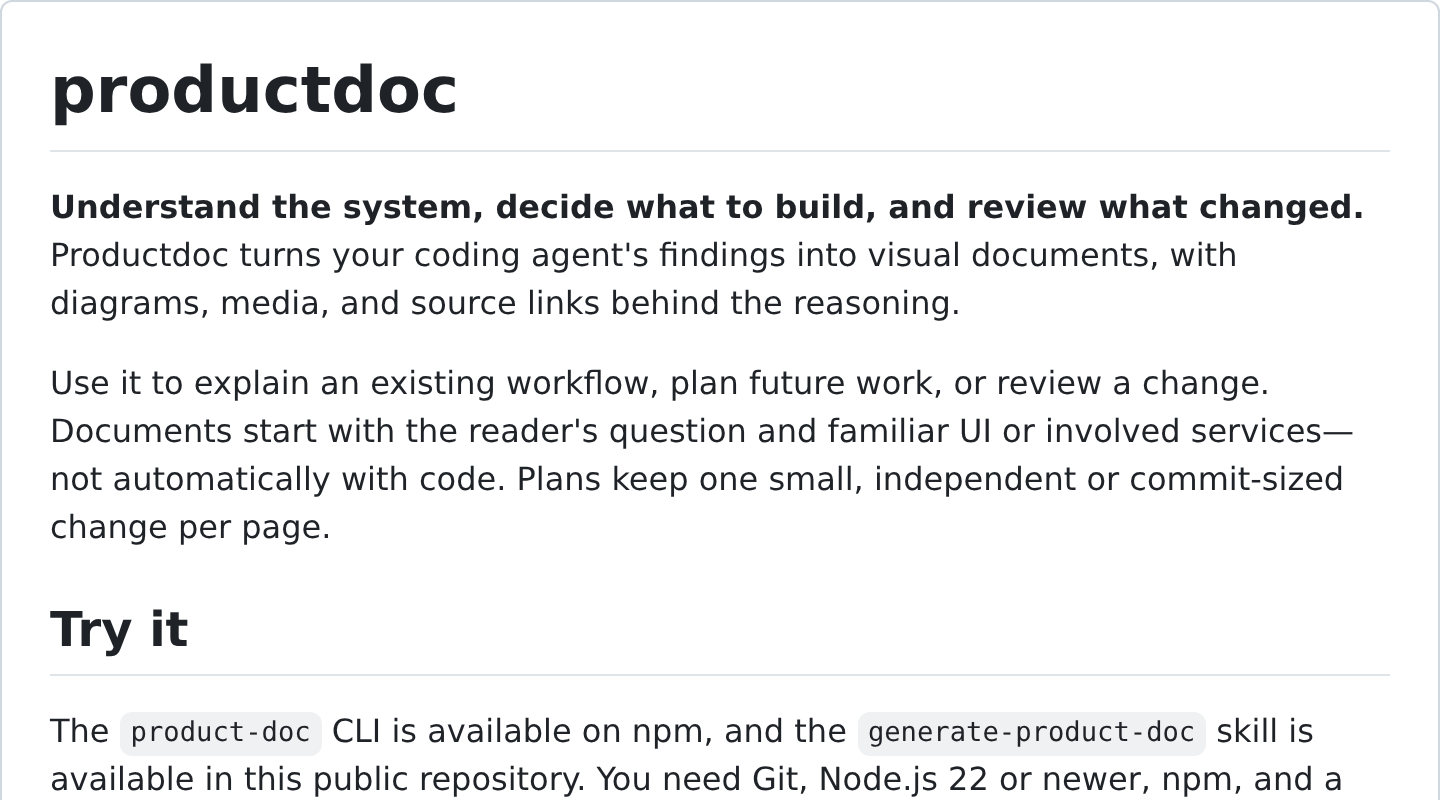 productdoc
Understand the system, decide what to build, and review what changed.
Productdoc turns your coding agent's findings into visual documents, with
diagrams, media, and source links behind the reasoning.
Use it to explain an existing workflow, plan future work, or review a change.
Documents start with the reader's question and familiar UI or involved services—
not automatically with code. Plans keep one small, independent or commit-sized
change per page.
Try it
The product-doc CLI is available on npm, and the generate-product-doc skill is
available in this public repository. You need Git, Node.js 22 or newer, npm, and a